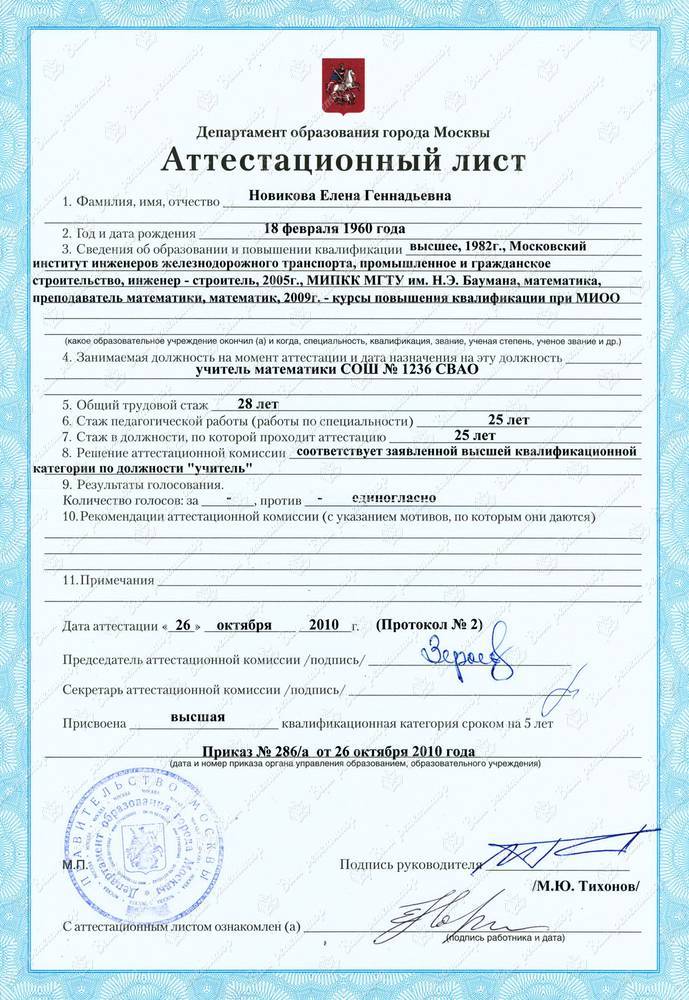 Департамент образования города Москвы
Аттестационный лист
1. Фамилия, имя, отчество Новикова Елена Геннадьевна
2. Год и дата рождения 18 февраля 1960 года
3. Сведения об образовании и повышении квалификации высшее, 1982г., Московский
институт инженеров железнодорожного транспорта, промышленное и гражданское
строительство, инженер - строитель, 2005г., МИПКК МГТУ им. Н.Э. Баумана, математика,
преподаватель математики, математик, 2009г. - курсы повышения квалификации при МИОО
(какое образовательное учреждение окончил (а) и когда, специальность, квалификация, звание, ученая степень, ученое звание и др.)
4. Занимаемая должность на момент аттестации и дата назначения на эту должность
учитель математики СОШ № 1236 СВАО
5. Общий трудовой стаж 28 лет
6. Стаж педагогической работы (работы по специальности) 25 лет
7. Стаж в должности, по которой проходит аттестацию 25 лет
8. Решение аттестационной комиссии соответствует заявленной высшей квалификационной
категории по должности "учитель"
9. Результаты голосования.
Количество голосов: за - , против - единогласно
10. Рекомендации аттестационной комиссии (с указанием мотивов, по которым они даются)
11. Примечания
Дата аттестации « 26 » октября 2010 г. (Протокол № 2)
Председатель аттестационной комиссии /подпись/
Секретарь аттестационной комиссии /подпись/
Присвоена высшая квалификационная категория сроком на 5 лет
Приказ № 286/а от 26 октября 2010 года
(дата и номер приказа органа управления образованием, образовательного учреждения)
ПРАВИТЕЛЬСТВО МОСКВЫ
Департамент образования города Москвы
М.П. Подпись руководителя
/М.Ю. Тихонов/
С аттестационным листом ознакомлен (а)
(подпись работника и дата)